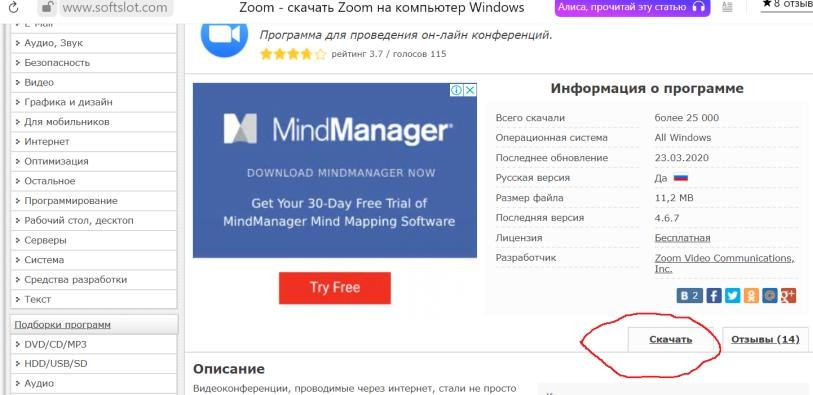 www.softslot.com
Zoom - скачать Zoom на компьютер Windows
Алиса, прочитай эту статью
8 отзыв
E-Mail
Аудио, Звук
Безопасность
Видео
Графика и дизайн
Для мобильников
Интернет
Оптимизация
Остальное
Программирование
Рабочий стол, десктоп
Серверы
Система
Средства разработки
Текст
Подборки программ
DVD/CD/MP3
HDD/USB/SD
Аудио
Программа для проведения он-лайн конференций.
рейтинг 3.7 / голосов 115
MindManager®
DOWNLOAD MINDMANAGER NOW
Get Your 30-Day Free Trial of
MindManager Mind Mapping Software
Try Free
Информация о программе
Всего скачали более 25 000
Операционная система All Windows
Последнее обновление 23.03.2020
Русская версия Да
Размер файла 11,2 MB
Последняя версия 4.6.7
Лицензия Бесплатная
Разработчик Zoom Video Communications,
Inc.
B 2
g+
Скачать
Отзывы (14)
Описание
Видеоконференции, проводимые через интернет, стали не просто